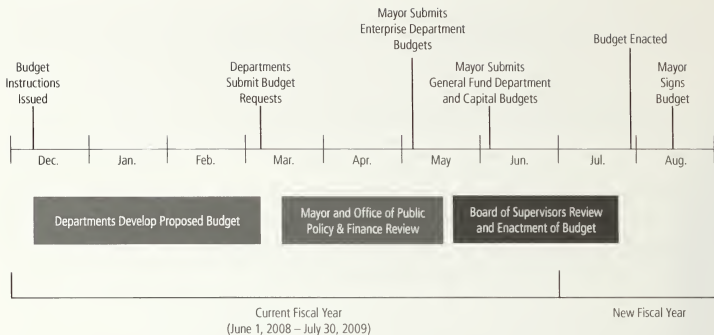 Mayor Submits
Enterprise Department
Budgets
Budget Enacted
Budget
Instructions
Issued
Departments
Submit Budget
Requests
Mayor Submits
General Fund Department
and Capital Budgets
Mayor
Signs
Budget
Dec.
Jan.
Feb.
Mar.
Apr.
May
Jun.
Jul.
Aug.
Departments Develop Proposed Budget
Mayor and Office of Public
Policy & Finance Review
Board of Supervisors Review
and Enactment of Budget
Current Fiscal Year
(June 1, 2008 – July 30, 2009)
New Fiscal Year